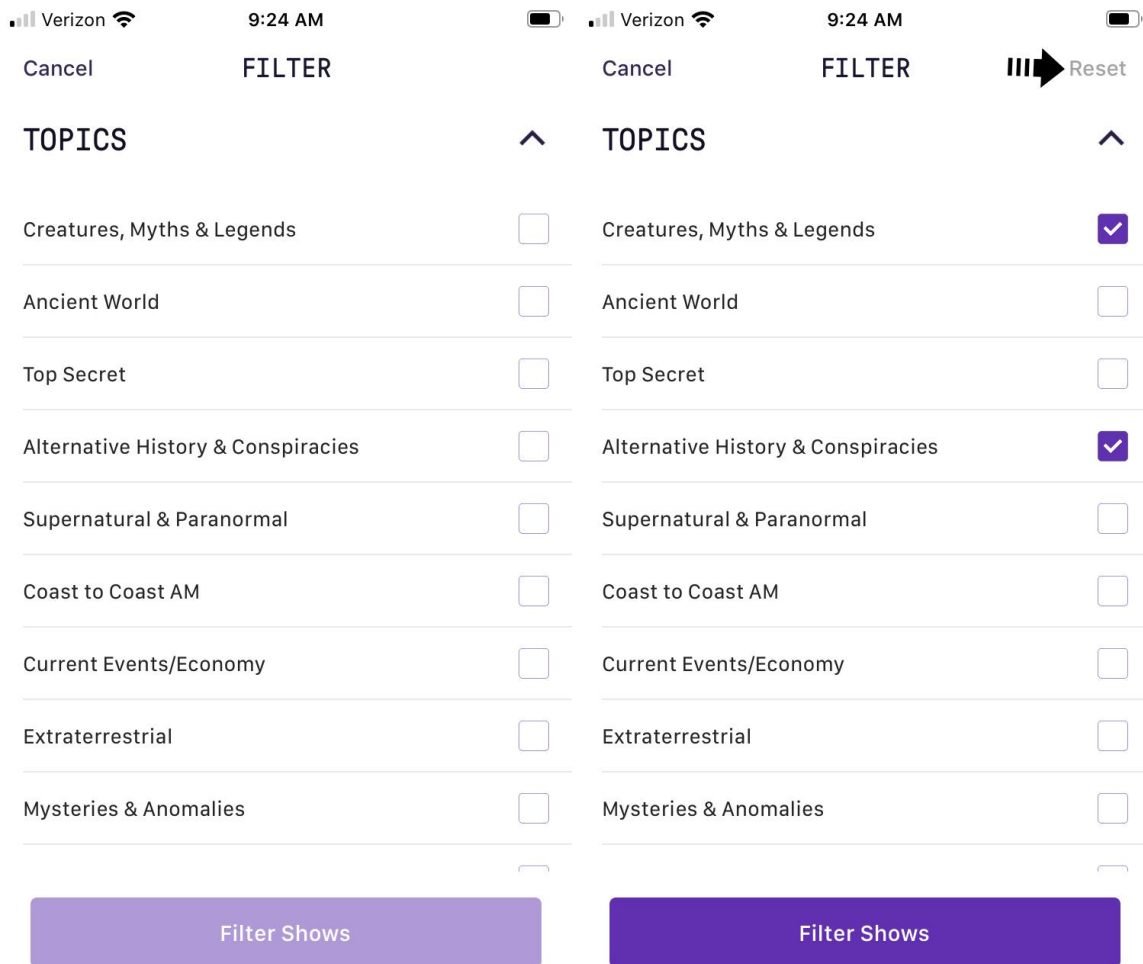 Verizon 9:24 AM
Cancel FILTER
TOPICS
Creatures, Myths & Legends
Ancient World
Top Secret
Alternative History & Conspiracies
Supernatural & Paranormal
Coast to Coast AM
Current Events/Economy
Extraterrestrial
Mysteries & Anomalies
Filter Shows
Verizon 9:24 AM
Cancel FILTER Reset
TOPICS
Creatures, Myths & Legends
Ancient World
Top Secret
Alternative History & Conspiracies
Supernatural & Paranormal
Coast to Coast AM
Current Events/Economy
Extraterrestrial
Mysteries & Anomalies
Filter Shows